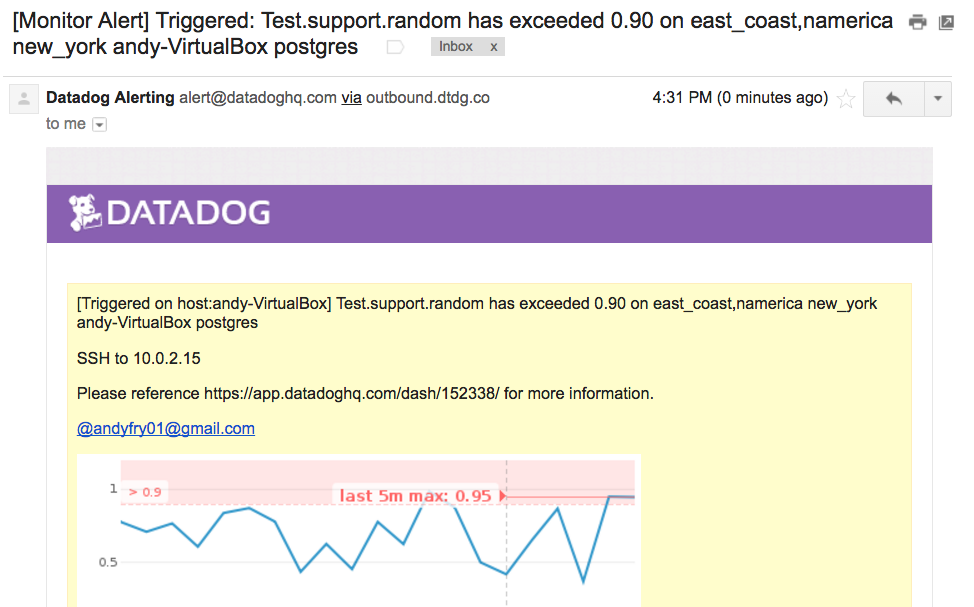 [Monitor Alert] Triggered: Test.support.random has exceeded 0.90 on east_coast,namerica
new_york andy-VirtualBox postgres Inbox x
Datadog Alerting alert@datadoghq.com via outbound.dtdg.co 4:31 PM (0 minutes ago)
to me
DATADOG
[Triggered on host:andy-VirtualBox] Test.support.random has exceeded 0.90 on east_coast,namerica new_york
andy-VirtualBox postgres
SSH to 10.0.2.15
Please reference https://app.datadoghq.com/dash/152338/ for more information.
@andyfry01@gmail.com
1 > 0.9 last 5m max: 0.95
0.5